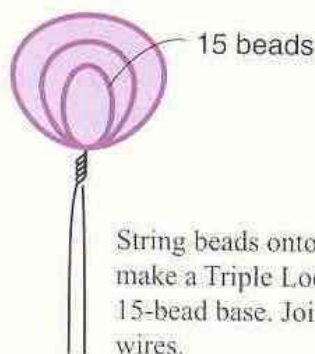 15 beads
String beads onto
make a Triple Loo
15-bead base. Joi
wires.